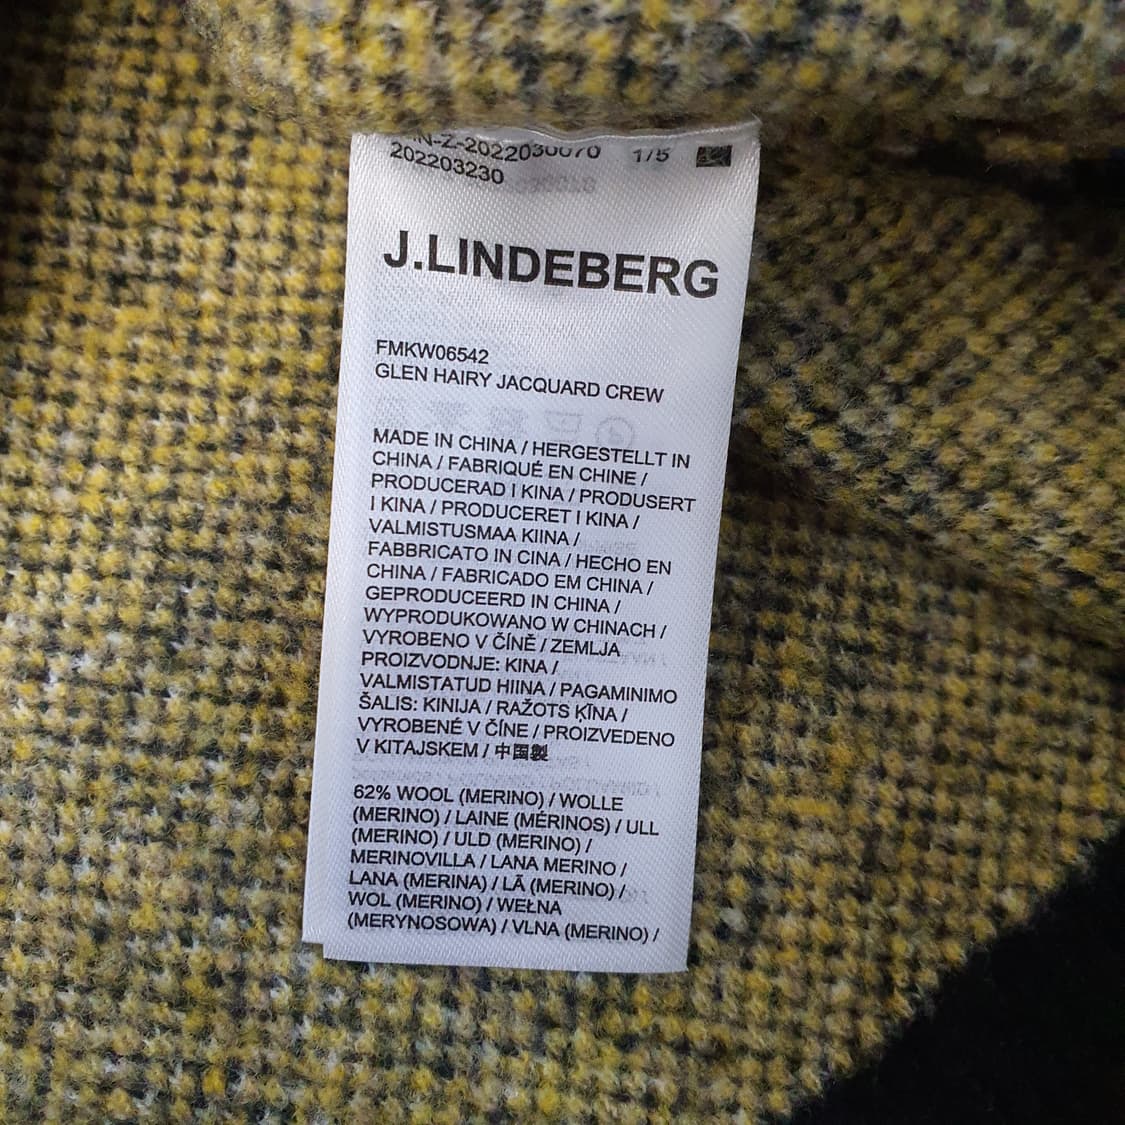 N-Z-2022030070 1/5
202203230
J.LINDEBERG
FMKW06542
GLEN HAIRY JACQUARD CREW
MADE IN CHINA / HERGESTELLT IN
CHINA / FABRIQUÉ EN CHINE /
PRODUCERAD I KINA / PRODUSERT
I KINA / PRODUCERET I KINA /
VALMISTUSMAA KIINA /
FABBRICATO IN CINA / HECHO EN
CHINA / FABRICADO EM CHINA /
GEPRODUCEERD IN CHINA /
WYPRODUKOWANO W CHINACH /
VYROBENO V ČÍNĚ / ZEMLJA
PROIZVODNJE: KINA /
VALMISTATUD HIINA / PAGAMINIMO
ŠALIS: KINIJA / RAŽOTS ĶĪNA /
VYROBENÉ V ČÍNE / PROIZVEDENO
V KITAJSKEM / 中国製
62% WOOL (MERINO) / WOLLE
(MERINO) / LAINE (MÉRINOS) / ULL
(MERINO) / ULD (MERINO) /
MERINOVILLA / LANA MERINO /
LANA (MERINA) / LÃ (MERINO) /
WOL (MERINO) / WEŁNA
(MERYNOSOWA) / VLNA (MERINO) /